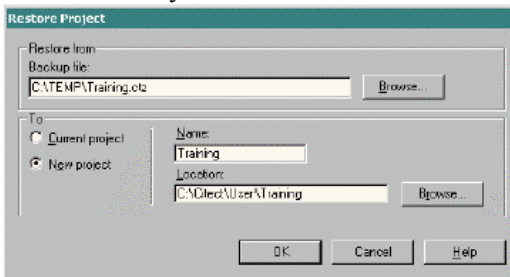 Restore Project
Restore from
Backup file:
C:\TEMP\Training.ctz
Browse...
To
Current project
New project
Name:
Training
Location:
C:\Citect\User\Training
Browse...
OK
Cancel
Help